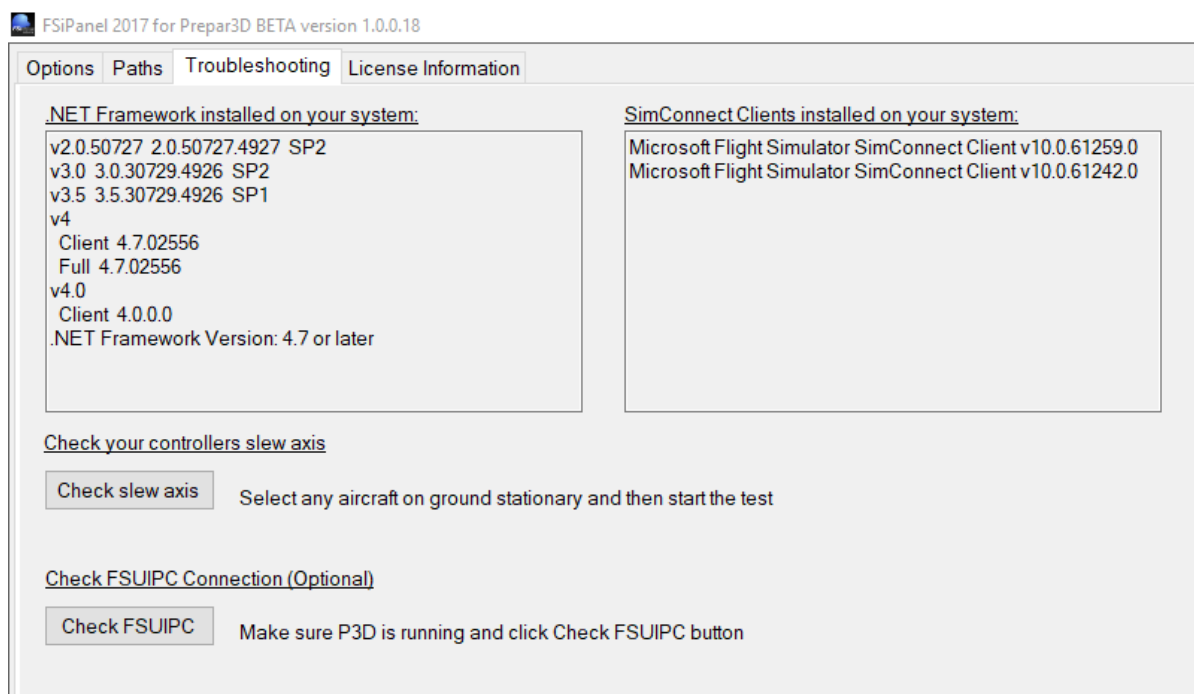 FSiPanel 2017 for Prepar3D BETA version 1.0.0.18
Options Paths Troubleshooting License Information
.NET Framework installed on your system:
v2.0.50727 2.0.50727.4927 SP2
v3.0 3.0.30729.4926 SP2
v3.5 3.5.30729.4926 SP1
v4
Client 4.7.02556
Full 4.7.02556
v4.0
Client 4.0.0.0
.NET Framework Version: 4.7 or later
SimConnect Clients installed on your system:
Microsoft Flight Simulator SimConnect Client v10.0.61259.0
Microsoft Flight Simulator SimConnect Client v10.0.61242.0
Check your controllers slew axis
Check slew axis Select any aircraft on ground stationary and then start the test
Check FSUIPC Connection (Optional)
Check FSUIPC Make sure P3D is running and click Check FSUIPC button